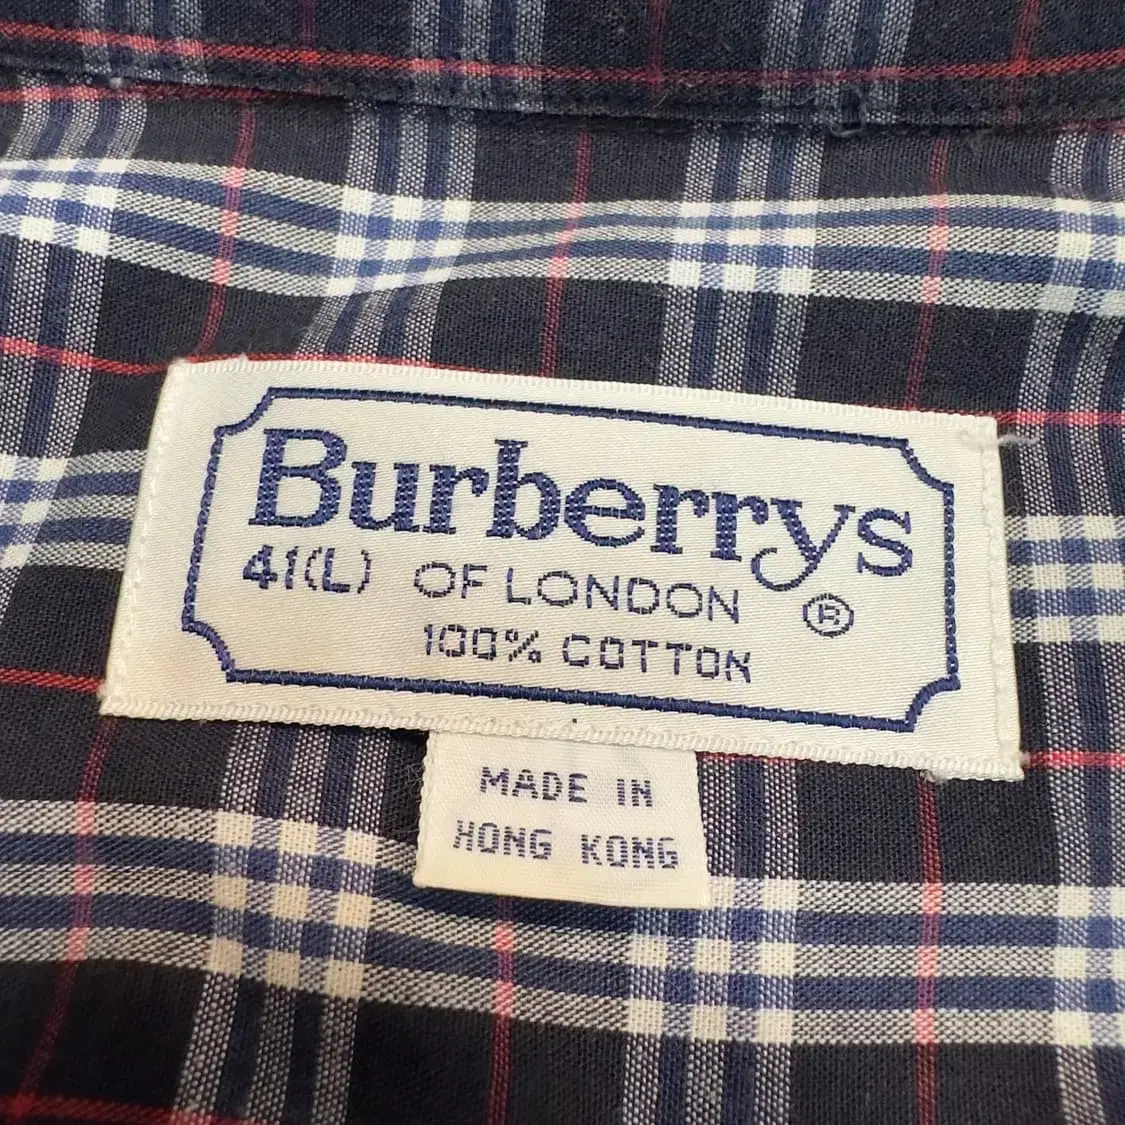 Burberrys
41(L) OF LONDON ®
100% COTTON
MADE IN
HONG KONG